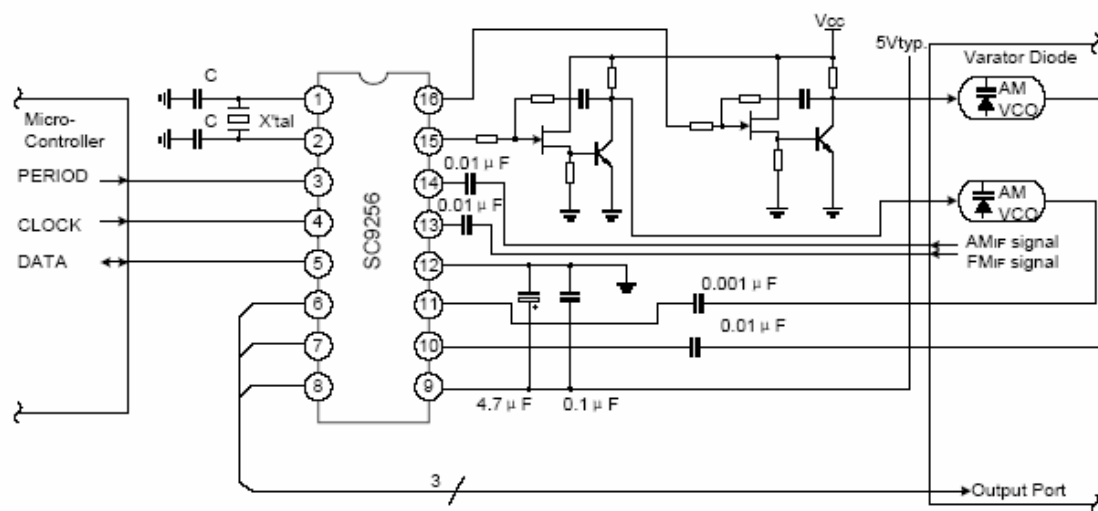 Vcc
5Vtyp.
C
Varator Diode
1
16
AM
VCO
Micro-
Controller
C
X'tal
2
15
0.01 μ F
PERIOD
3
14
AM
VCO
0.01 μ F
CLOCK
4
13
SC9256
AMIF signal
FMIF signal
DATA
5
12
0.001 μ F
6
11
+
0.01 μ F
7
10
8
9
4.7 μ F
0.1 μ F
3
Output Port